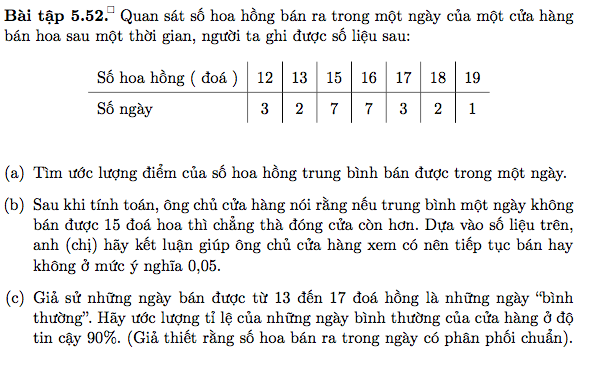 Bài tập 5.52. Quan sát số hoa hồng bán ra trong một ngày của một cửa hàng
bán hoa sau một thời gian, người ta ghi được số liệu sau:
Số hoa hồng ( đoá ) 12 13 15 16 17 18 19
Số ngày 3 2 7 7 3 2 1
(a) Tìm ước lượng điểm của số hoa hồng trung bình bán được trong một ngày.
(b) Sau khi tính toán, ông chủ cửa hàng nói rằng nếu trung bình một ngày không
bán được 15 đoá hoa thì chẳng thà đóng cửa còn hơn. Dựa vào số liệu trên,
anh (chị) hãy kết luận giúp ông chủ cửa hàng xem có nên tiếp tục bán hay
không ở mức ý nghĩa 0,05.
(c) Giả sử những ngày bán được từ 13 đến 17 đoá hồng là những ngày “bình
thường”. Hãy ước lượng tỉ lệ của những ngày bình thường của cửa hàng ở độ
tin cậy 90%. (Giả thiết rằng số hoa bán ra trong ngày có phân phối chuẩn).